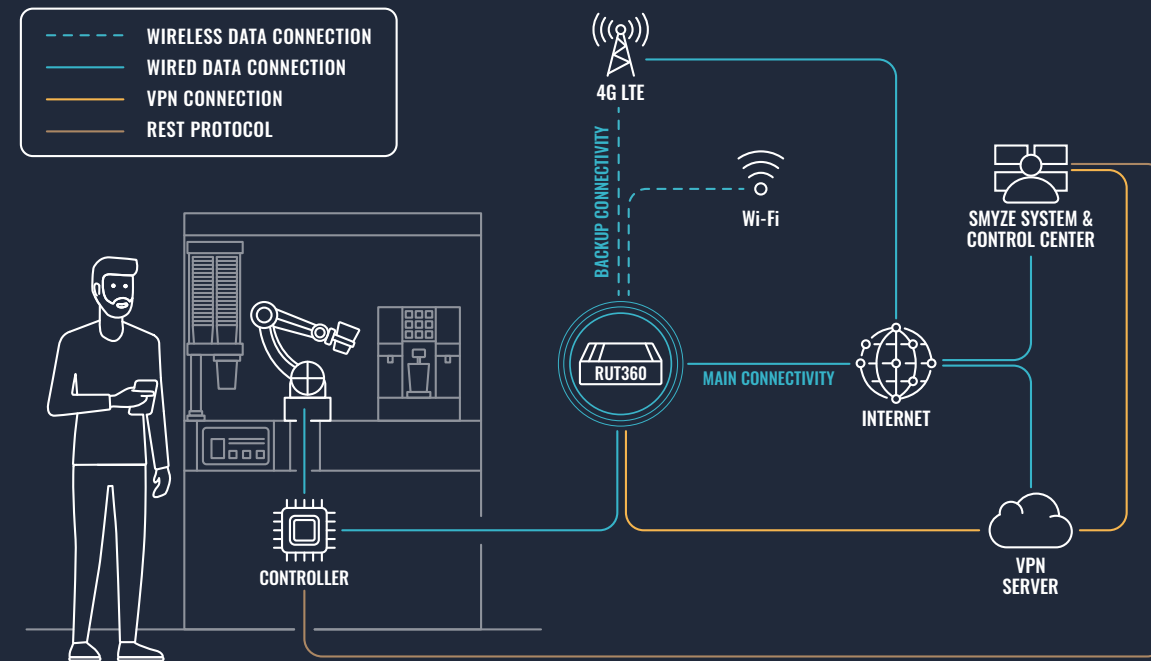 WIRELESS DATA CONNECTION
WIRED DATA CONNECTION
VPN CONNECTION
REST PROTOCOL
4G LTE
BACKUP CONNECTIVITY
Wi-Fi
SMYZE SYSTEM &
CONTROL CENTER
RUT360
MAIN CONNECTIVITY
INTERNET
CONTROLLER
VPN
SERVER